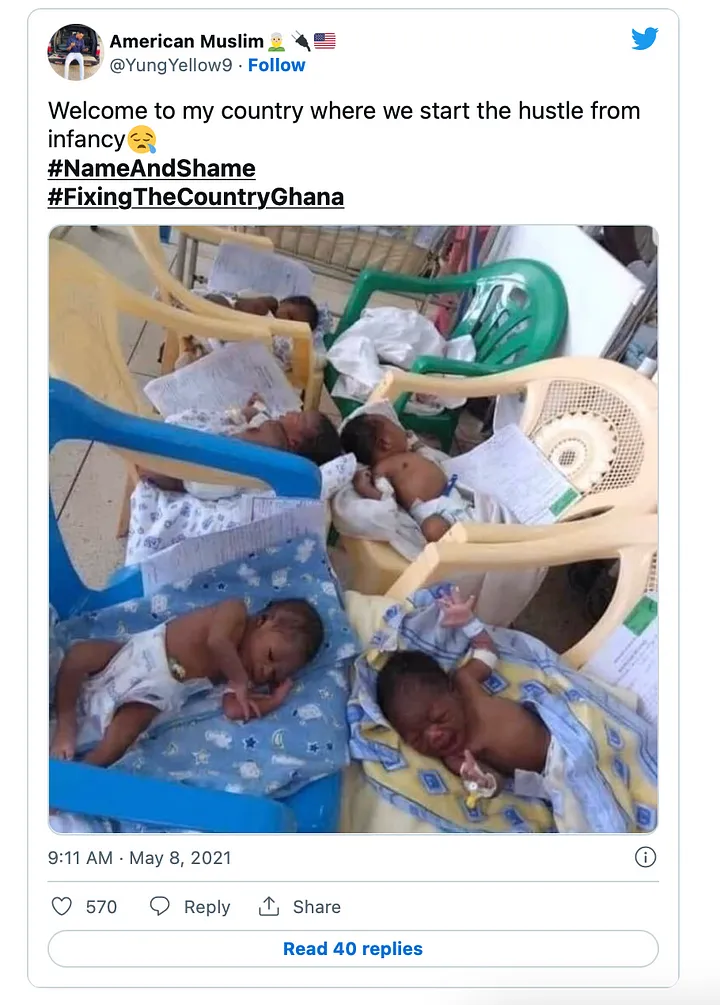 American Muslim
@YungYellow9 · Follow
Welcome to my country where we start the hustle from
infancy
#NameAndShame
#FixingTheCountryGhana
9:11 AM · May 8, 2021
570 Reply Share
Read 40 replies